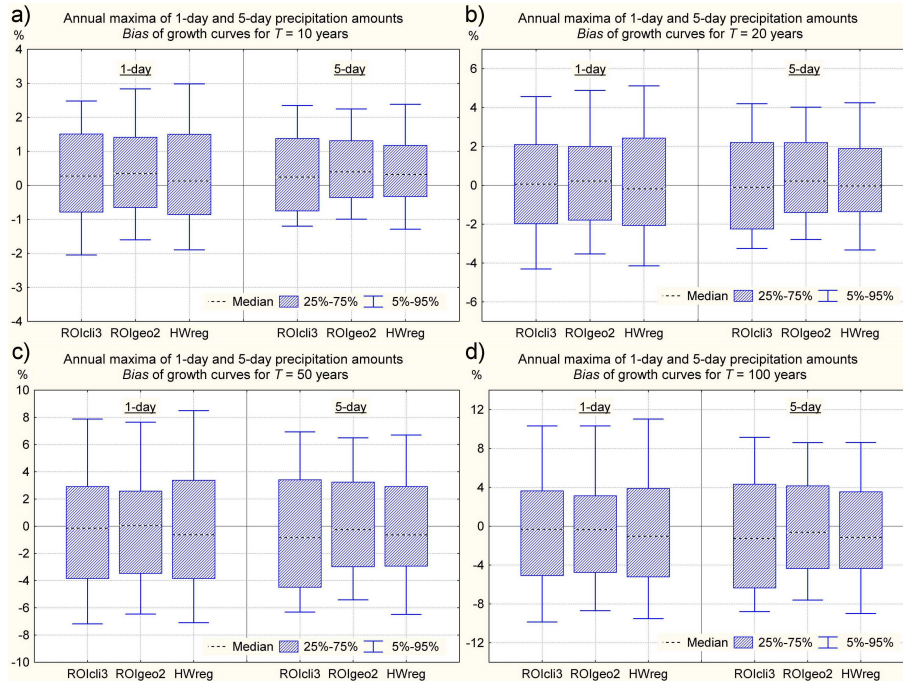 a)
Annual maxima of 1-day and 5-day precipitation amounts
Bias of growth curves for T = 10 years
%
4
3
2
1
0
-1
-2
-3
-4
1-day
5-day
Median 25%-75% 5%-95%
ROIcli3 ROIgeo2 HWreg ROIcli3 ROIgeo2 HWreg
b)
Annual maxima of 1-day and 5-day precipitation amounts
Bias of growth curves for T = 20 years
%
6
4
2
0
-2
-4
-6
1-day
5-day
Median 25%-75% 5%-95%
ROIcli3 ROIgeo2 HWreg ROIcli3 ROIgeo2 HWreg
c)
Annual maxima of 1-day and 5-day precipitation amounts
Bias of growth curves for T = 50 years
%
10
8
6
4
2
0
-2
-4
-6
-8
-10
1-day
5-day
Median 25%-75% 5%-95%
ROIcli3 ROIgeo2 HWreg ROIcli3 ROIgeo2 HWreg
d)
Annual maxima of 1-day and 5-day precipitation amounts
Bias of growth curves for T = 100 years
%
12
8
4
0
-4
-8
-12
1-day
5-day
Median 25%-75% 5%-95%
ROIcli3 ROIgeo2 HWreg ROIcli3 ROIgeo2 HWreg